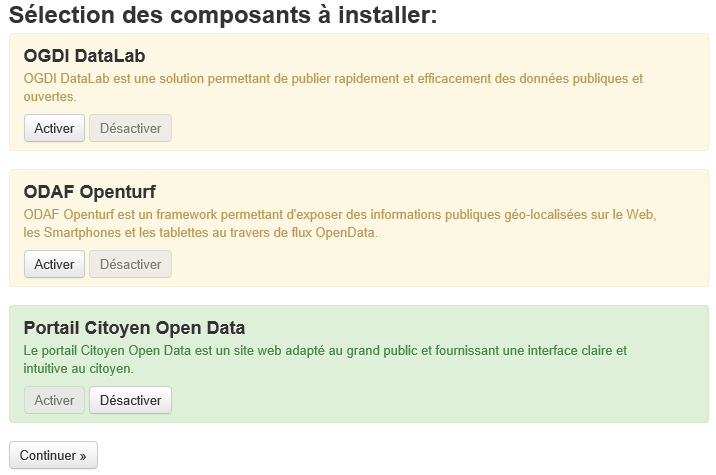 Sélection des composants à installer:
OGDI DataLab
OGDI DataLab est une solution permettant de publier rapidement et efficacement des données publiques et
ouvertes.
Activer Désactiver
ODAF Openturf
ODAF Openturf est un framework permettant d'exposer des informations publiques géo-localisées sur le Web,
les Smartphones et les tablettes au travers de flux OpenData.
Activer Désactiver
Portail Citoyen Open Data
Le portail Citoyen Open Data est un site web adapté au grand public et fournissant une interface claire et
intuitive au citoyen.
Activer Désactiver
Continuer »